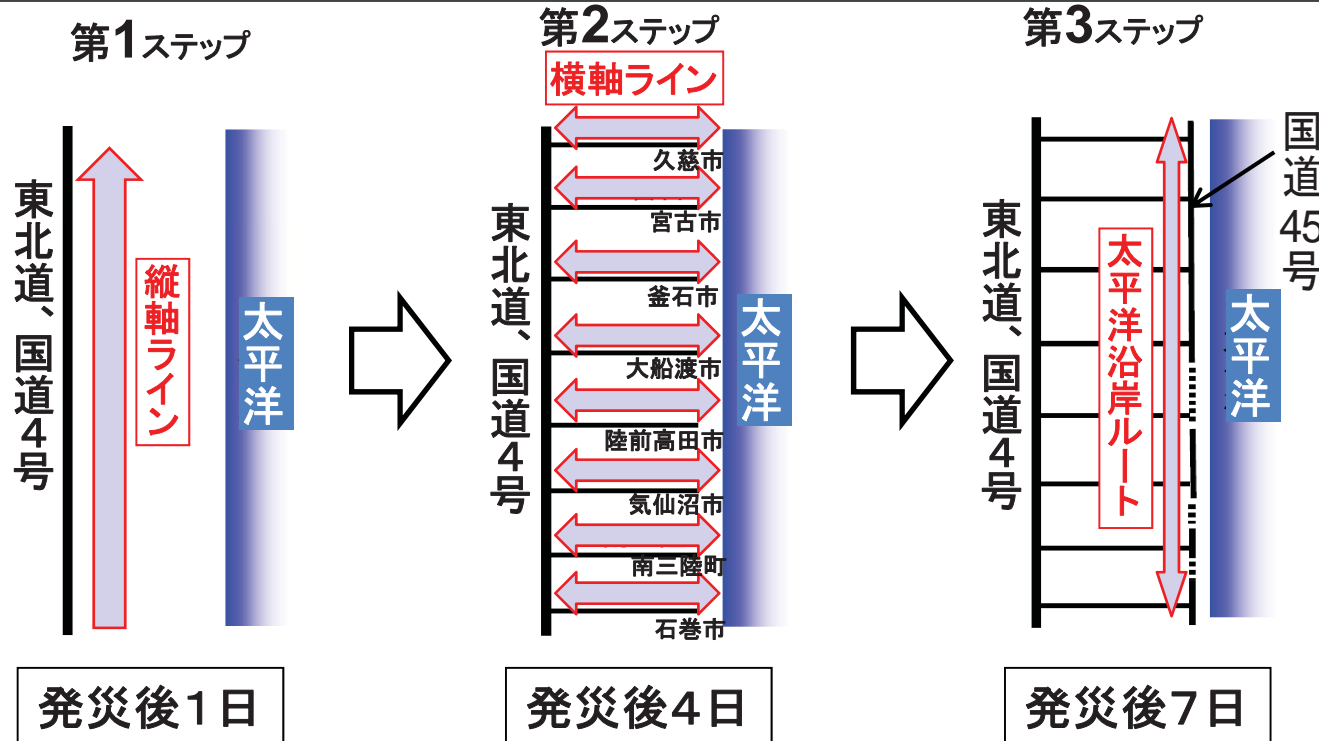 第1ステップ
東北道、国道4号
縦軸ライン
太平洋
発災後1日
第2ステップ
横軸ライン
東北道、国道4号
久慈市
宮古市
釜石市
大船渡市
陸前高田市
気仙沼市
南三陸町
石巻市
太平洋
発災後4日
第3ステップ
東北道、国道4号
太平洋沿岸ルート
国道45号
太平洋
発災後7日